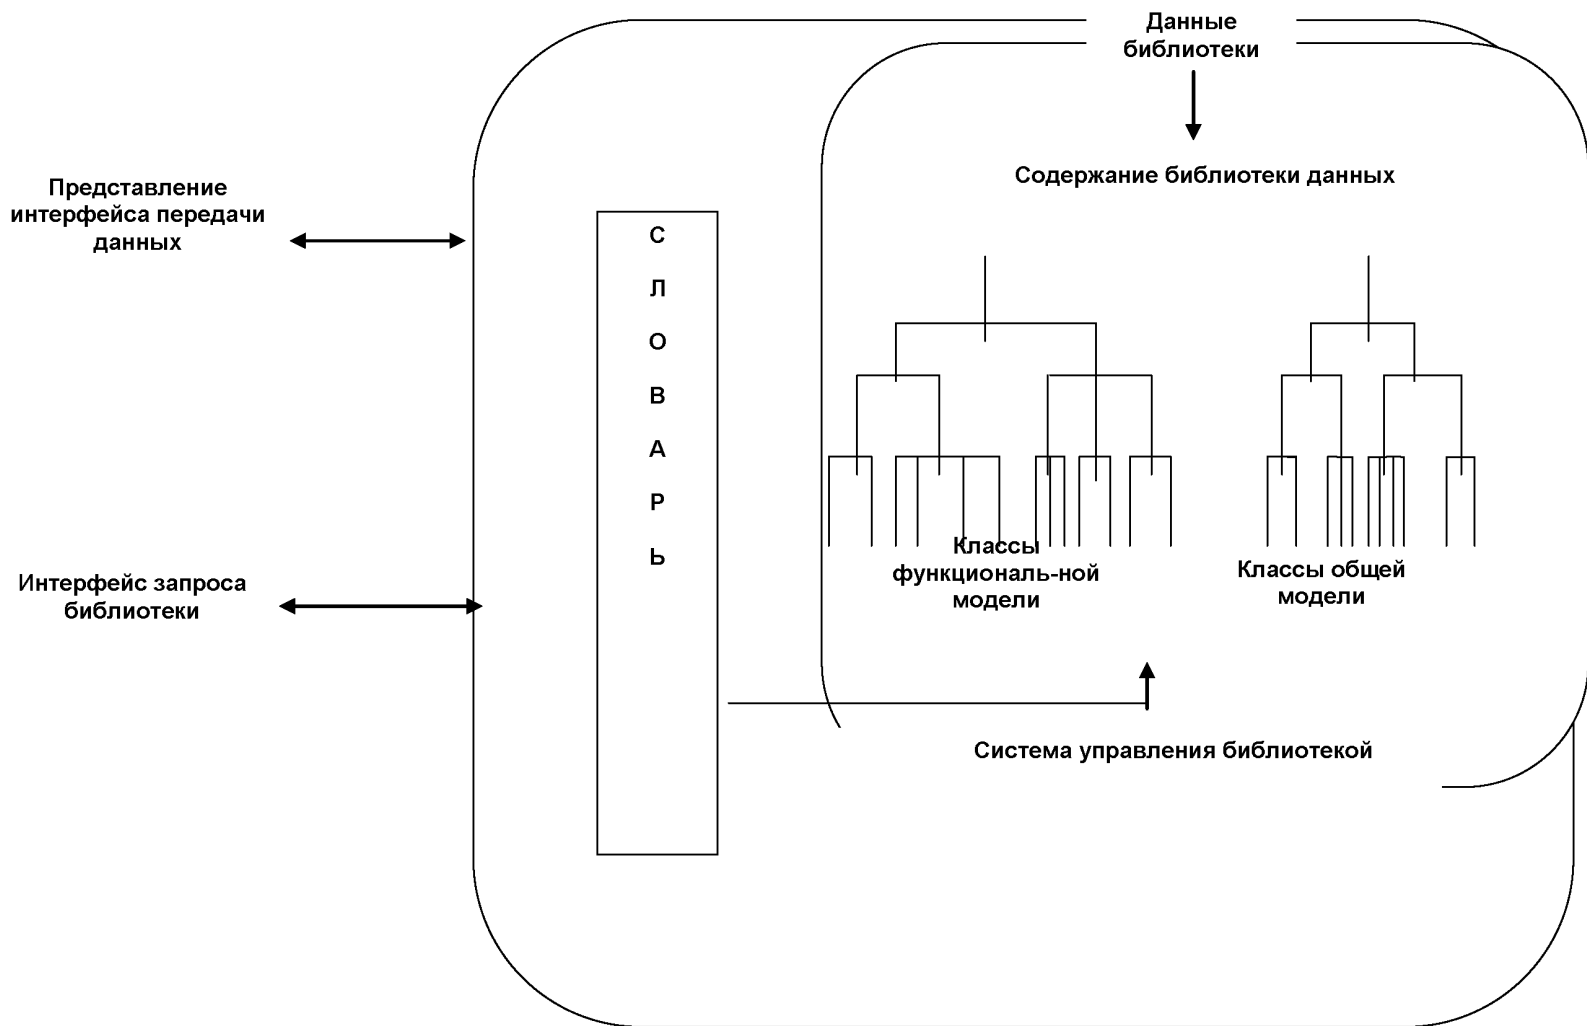 Данные
библиотеки
Содержание библиотеки данных
Представление
интерфейса передачи
данных
С
Л
О
В
А
Р
Ь
Классы
функциональ-ной
модели
Классы общей
модели
Интерфейс запроса
библиотеки
Система управления библиотекой